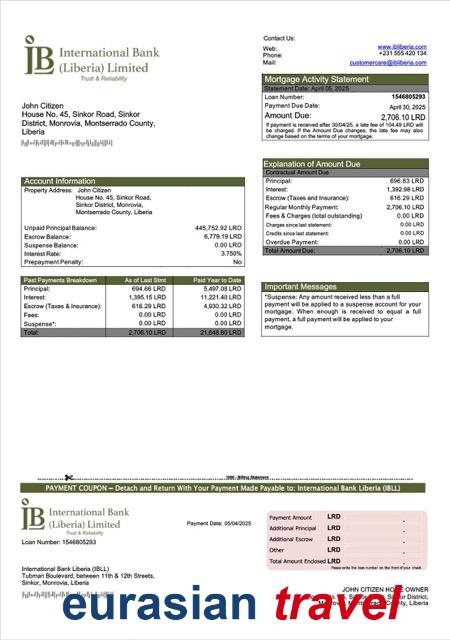 Contact Us:
IB International Bank
(Liberia) Limited
Trust & Reliability
Web: www.ibliberia.com
Phone: +231 555 420 134
Mail: customercare@ibliberia.com
Mortgage Activity Statement
Statement Date: April 05, 2025
Loan Number: 1546805293
Payment Due Date: April 30, 2025
Amount Due: 2,706.10 LRD
If payment is received after 30/04/25, a late fee of 104.49 LRD will
be charged. If the Amount Due changes, the late fee may also
change based on the terms of your mortgage.
John Citizen
House No. 45, Sinkor Road, Sinkor
District, Monrovia, Montserrado County,
Liberia
Explanation of Amount Due
Contractual Amount Due
Principal: 696.83 LRD
Interest: 1,392.98 LRD
Escrow (Taxes and Insurance): 616.29 LRD
Regular Monthly Payment: 2,706.10 LRD
Fees & Charges (total outstanding) 0.00 LRD
Charges since last statement: 0.00 LRD
Credits since last statement: 0.00 LRD
Overdue Payment: 0.00 LRD
Total Amount Due: 2,706.10 LRD
Account Information
Property Address: John Citizen
House No. 45, Sinkor Road,
Sinkor District, Monrovia,
Montserrado County, Liberia
Unpaid Principal Balance: 445,752.92 LRD
Escrow Balance: 6,779.19 LRD
Suspense Balance: 0.00 LRD
Interest Rate: 3.750%
Prepayment Penalty: No
Past Payments Breakdown As of Last Stmt Paid Year to Date
Principal: 694.66 LRD 5,497.08 LRD
Interest: 1,395.15 LRD 11,221.40 LRD
Escrow (Taxes & Insurance): 616.29 LRD 4,930.32 LRD
Fees: 0.00 LRD 0.00 LRD
Suspense*: 0.00 LRD 0.00 LRD
Total: 2,706.10 LRD 21,648.80 LRD
Important Messages
*Suspense: Any amount received less than a full
payment will be applied to a suspense account for your
mortgage. When enough is received to equal a full
payment, a full payment will be applied to your
mortgage.
Billing Statement
PAYMENT COUPON – Detach and Return With Your Payment Made Payable to: International Bank Liberia (IBLL)
IB International Bank
(Liberia) Limited
Trust & Reliability
Loan Number: 1546805293
Payment Date: 05/04/2025
Payment Amount LRD .
Additional Principal LRD .
Additional Escrow LRD .
Other LRD .
Total Amount Enclosed LRD .
Please write the loan number on the front of your check.
International Bank Liberia (IBLL)
Tubman Boulevard, between 11th & 12th Streets,
Sinkor, Monrovia, Liberia
JOHN CITIZEN HOME OWNER
eurasian travel